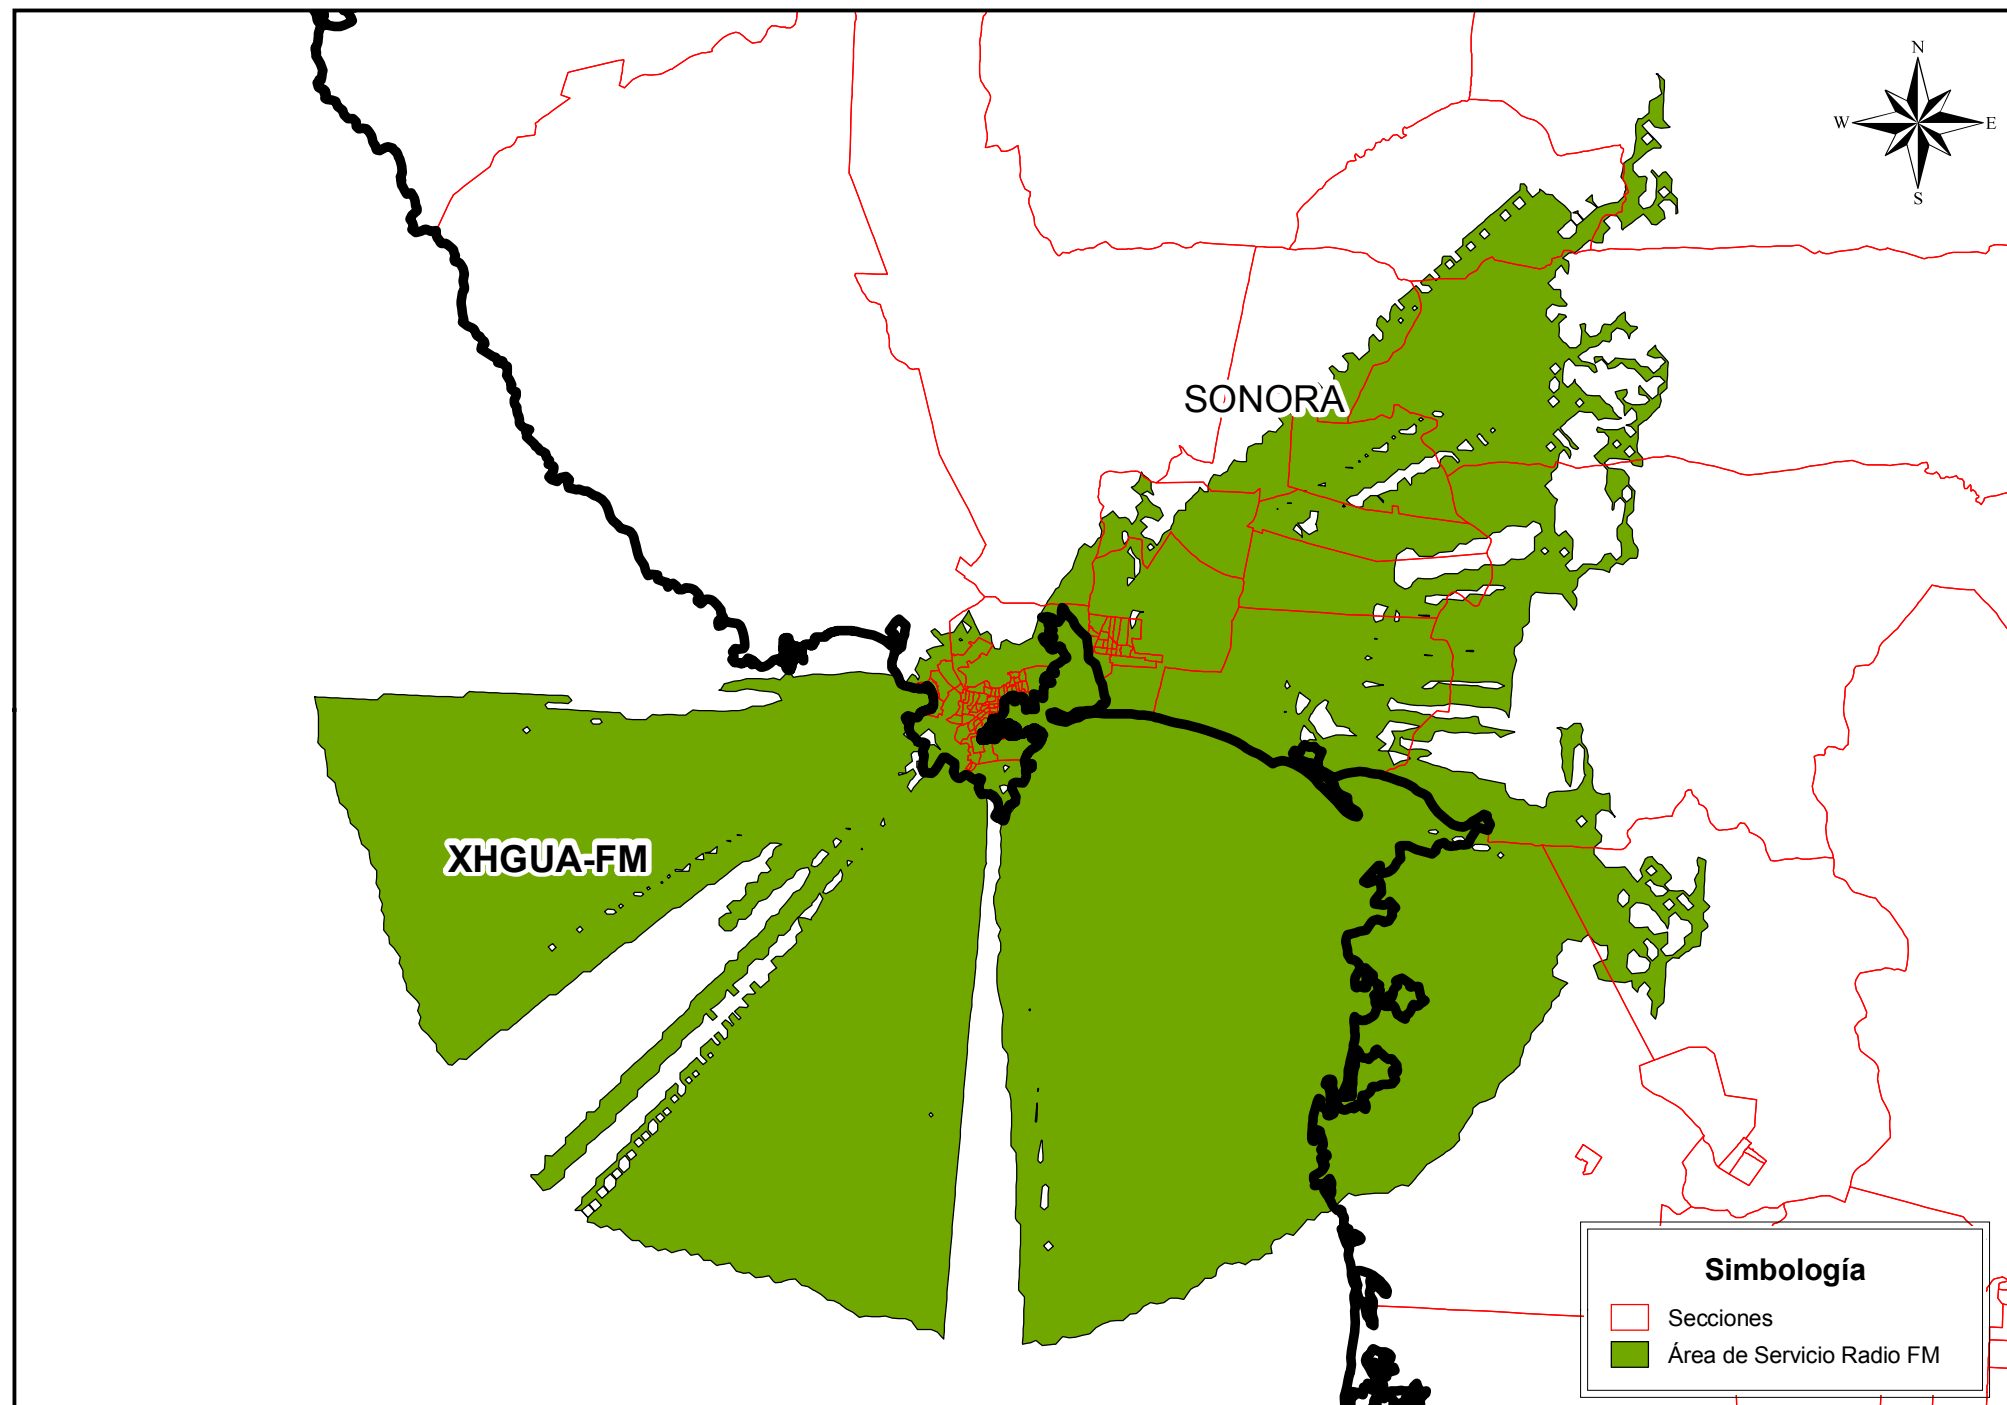 N
W
E
S
SONORA
XHGUA-FM
Simbología
Secciones
Área de Servicio Radio FM